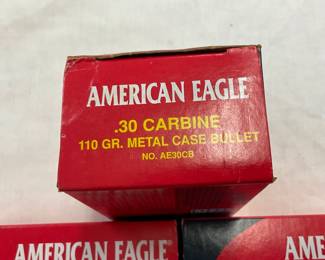 AMERICAN EAGLE
.30 CARBINE
110 GR. METAL CASE BULLET
NO. AE30CB
AMERICAN EAGLE®
AME